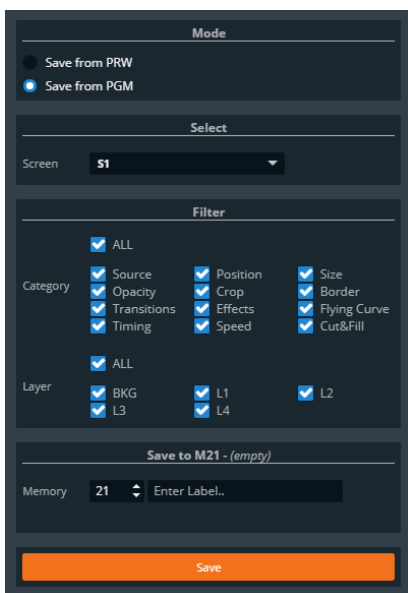 Mode
Save from PRW
Save from PGM
Select
Screen S1
Filter
ALL
Source Position Size
Category Opacity Crop Border
Transitions Effects Flying Curve
Timing Speed Cut&Fill
ALL
Layer BKG L1 L2
L3 L4
Save to M21 - (empty)
Memory 21 Enter Label..
Save